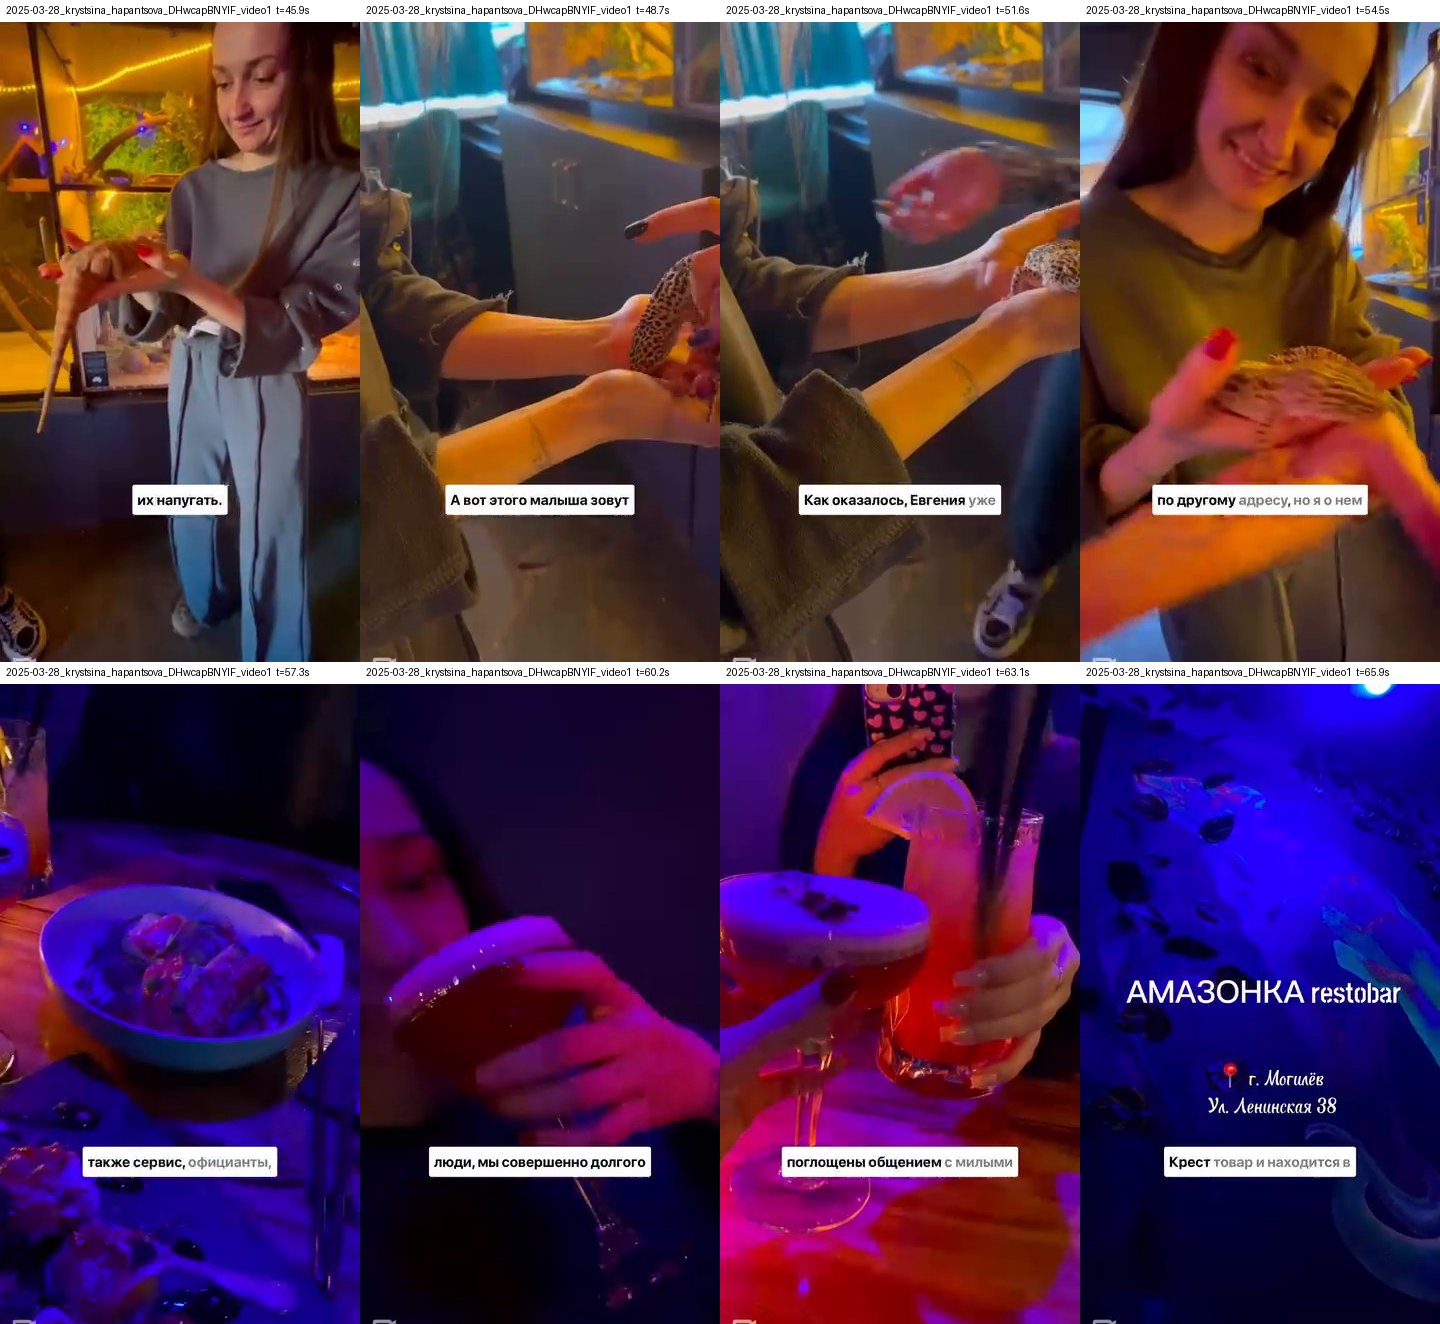 2025-03-28_krystsina_hapantsova_DHwcapBNYIF_video1 t=45.9s
2025-03-28_krystsina_hapantsova_DHwcapBNYIF_video1 t=48.7s
2025-03-28_krystsina_hapantsova_DHwcapBNYIF_video1 t=51.6s
2025-03-28_krystsina_hapantsova_DHwcapBNYIF_video1 t=54.5s
их напугать.
А вот этого малыша зовут
Как оказалось, Евгения уже
по другому адресу, но я о нем
2025-03-28_krystsina_hapantsova_DHwcapBNYIF_video1 t=57.3s
2025-03-28_krystsina_hapantsova_DHwcapBNYIF_video1 t=60.2s
2025-03-28_krystsina_hapantsova_DHwcapBNYIF_video1 t=63.1s
2025-03-28_krystsina_hapantsova_DHwcapBNYIF_video1 t=65.9s
также сервис, официанты,
люди, мы совершенно долгого
поглощены общением с милыми
АМАЗОНКА restobar
г. Могилёв
Ул. Ленинская 38
Крест товар и находится в